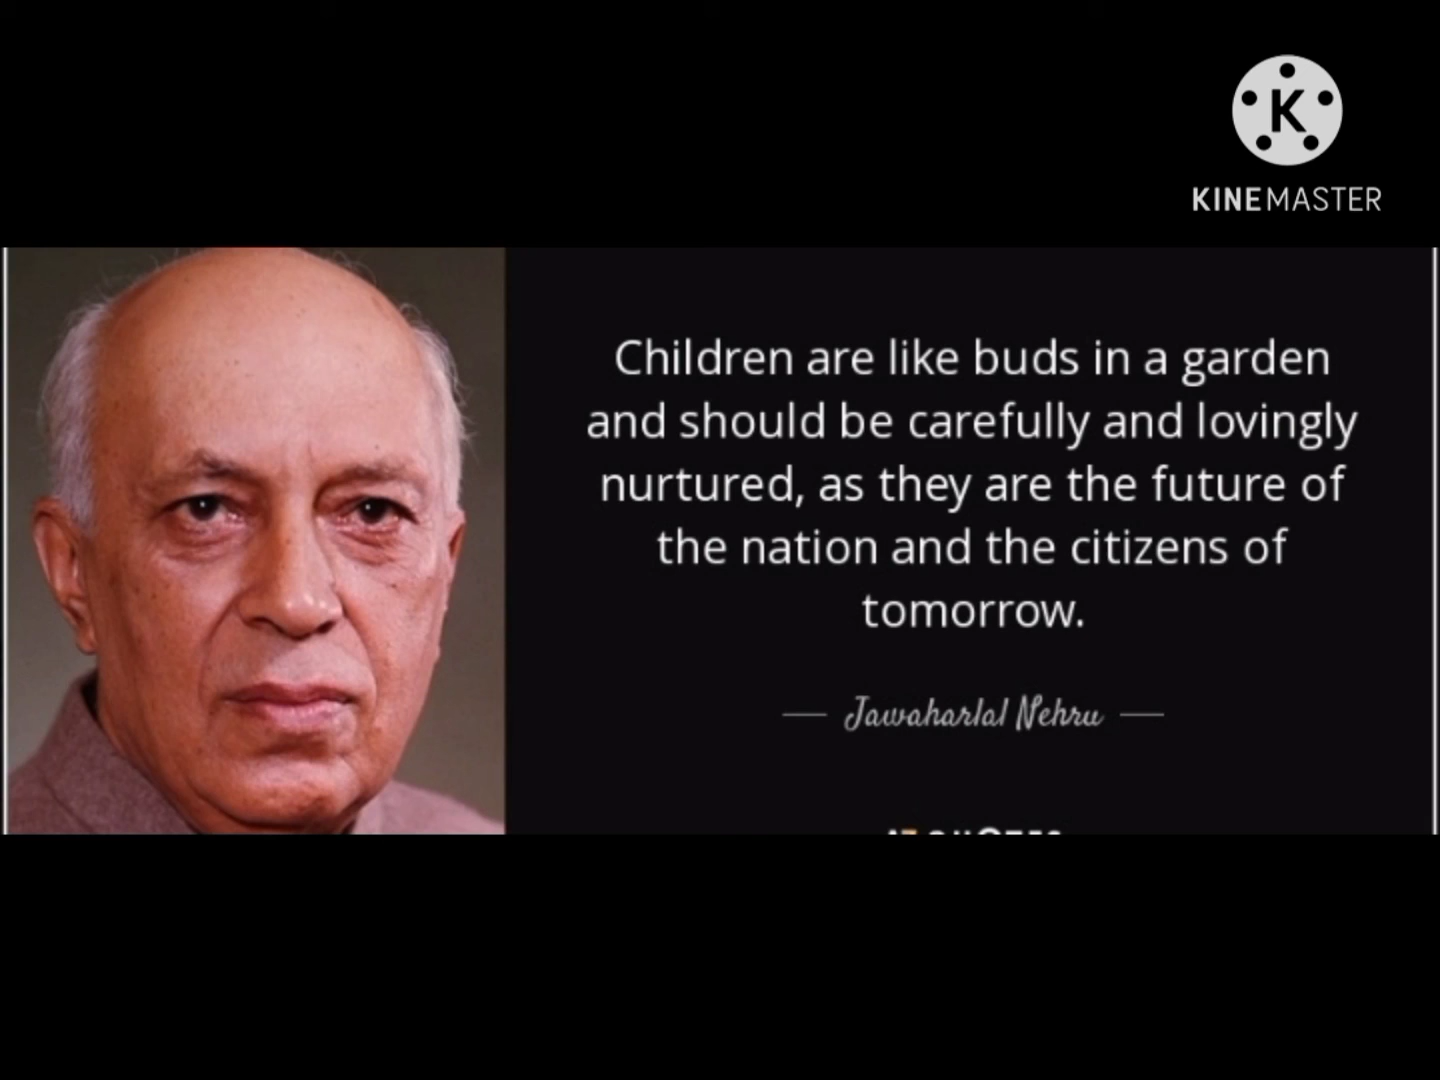 K
KINEMASTER
Children are like buds in a garden
and should be carefully and lovingly
nurtured, as they are the future of
the nation and the citizens of
tomorrow.
Jawaharlal Nehru